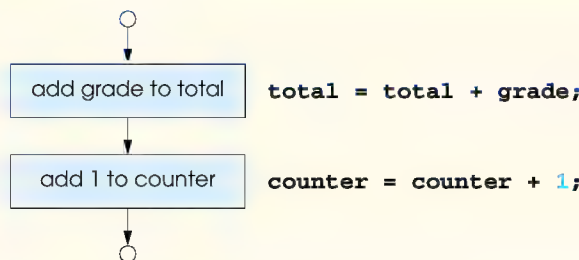 add grade to total total = total + grade;
add 1 to counter counter = counter + 1;